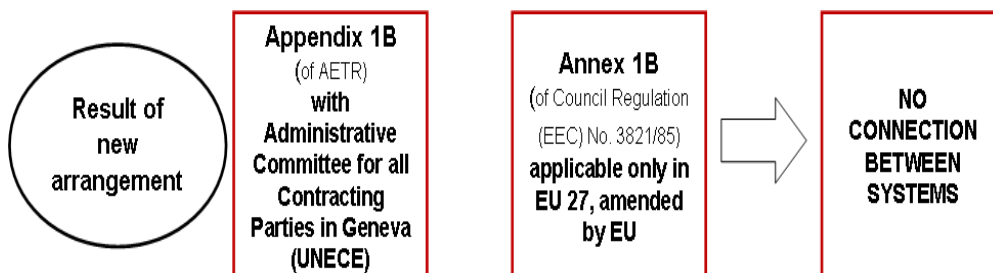 Result of
new
arrangement
Appendix 1B
(of AETR)
with
Administrative
Committee for all
Contracting
Parties in Geneva
(UNECE)
Annex 1B
(of Council Regulation
(EEC) No. 3821/85)
applicable only in
EU 27, amended
by EU
NO
CONNECTION
BETWEEN
SYSTEMS